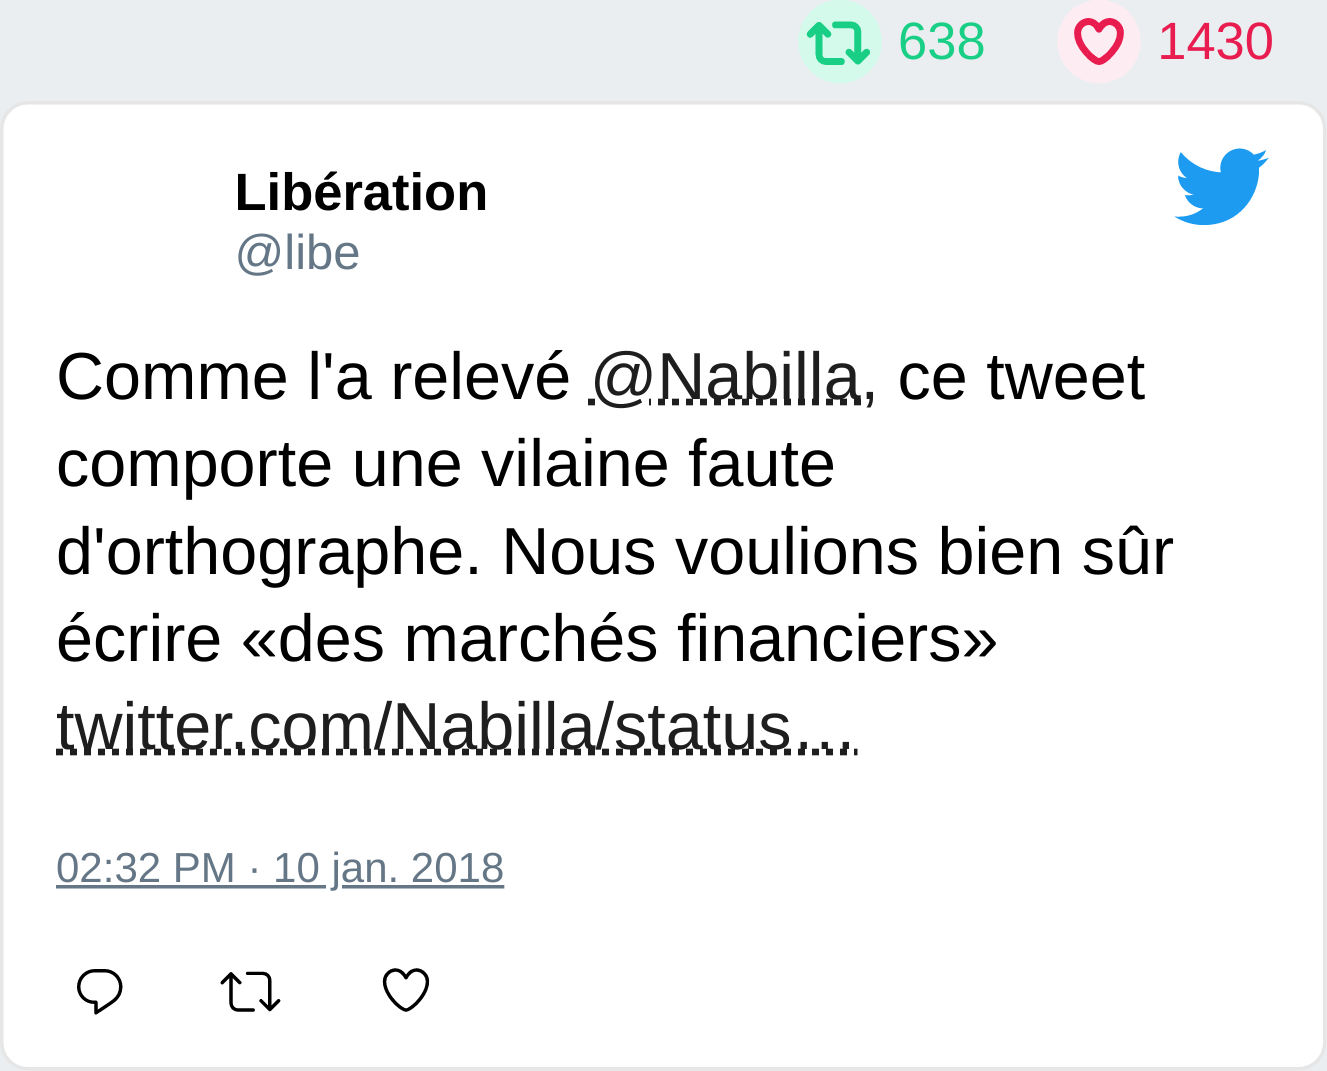 638 1430
Libération
@libe
Comme l'a relevé @Nabilla, ce tweet
comporte une vilaine faute
d'orthographe. Nous voulions bien sûr
écrire «des marchés financiers»
twitter.com/Nabilla/status…
02:32 PM · 10 jan. 2018